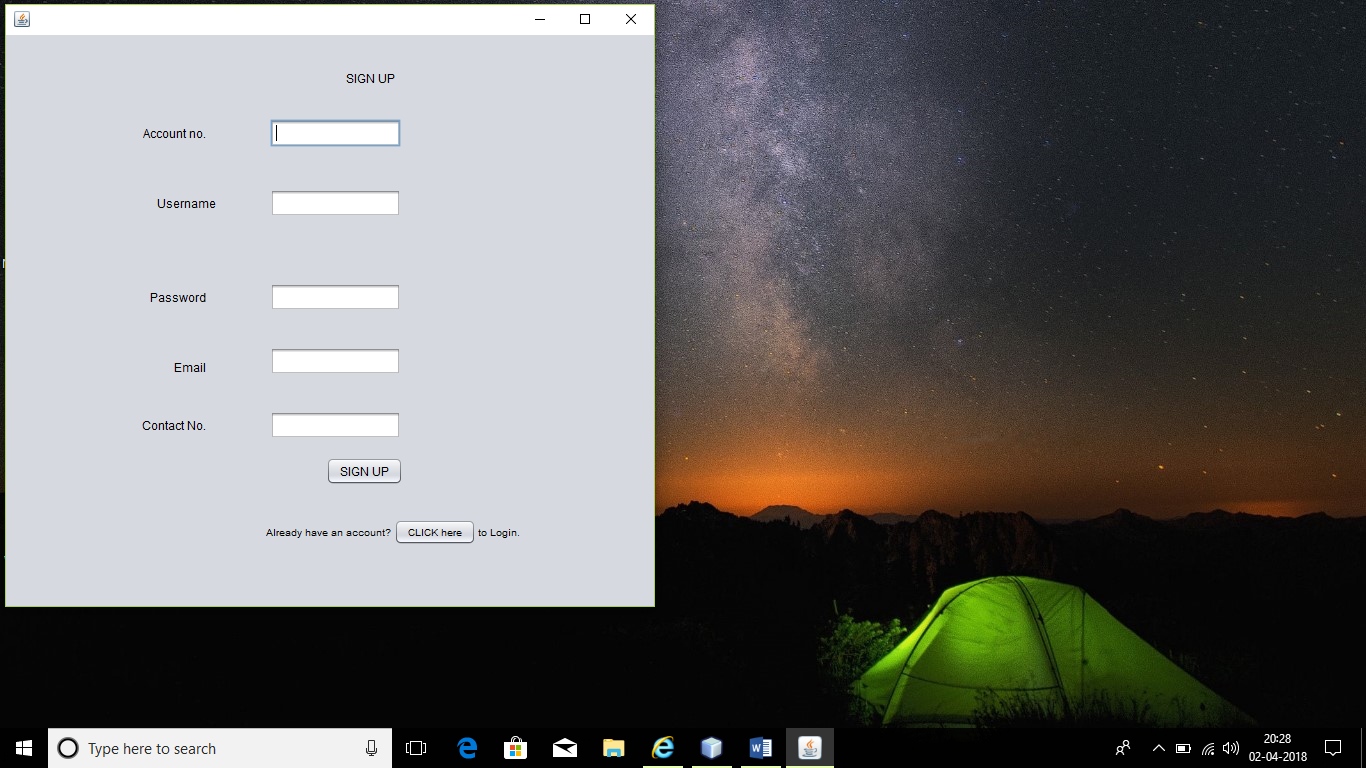 SIGN UP
Account no.
Username
Password
Email
Contact No.
SIGN UP
Already have an account? CLICK here to Login.
Type here to search
20:28
02-04-2018